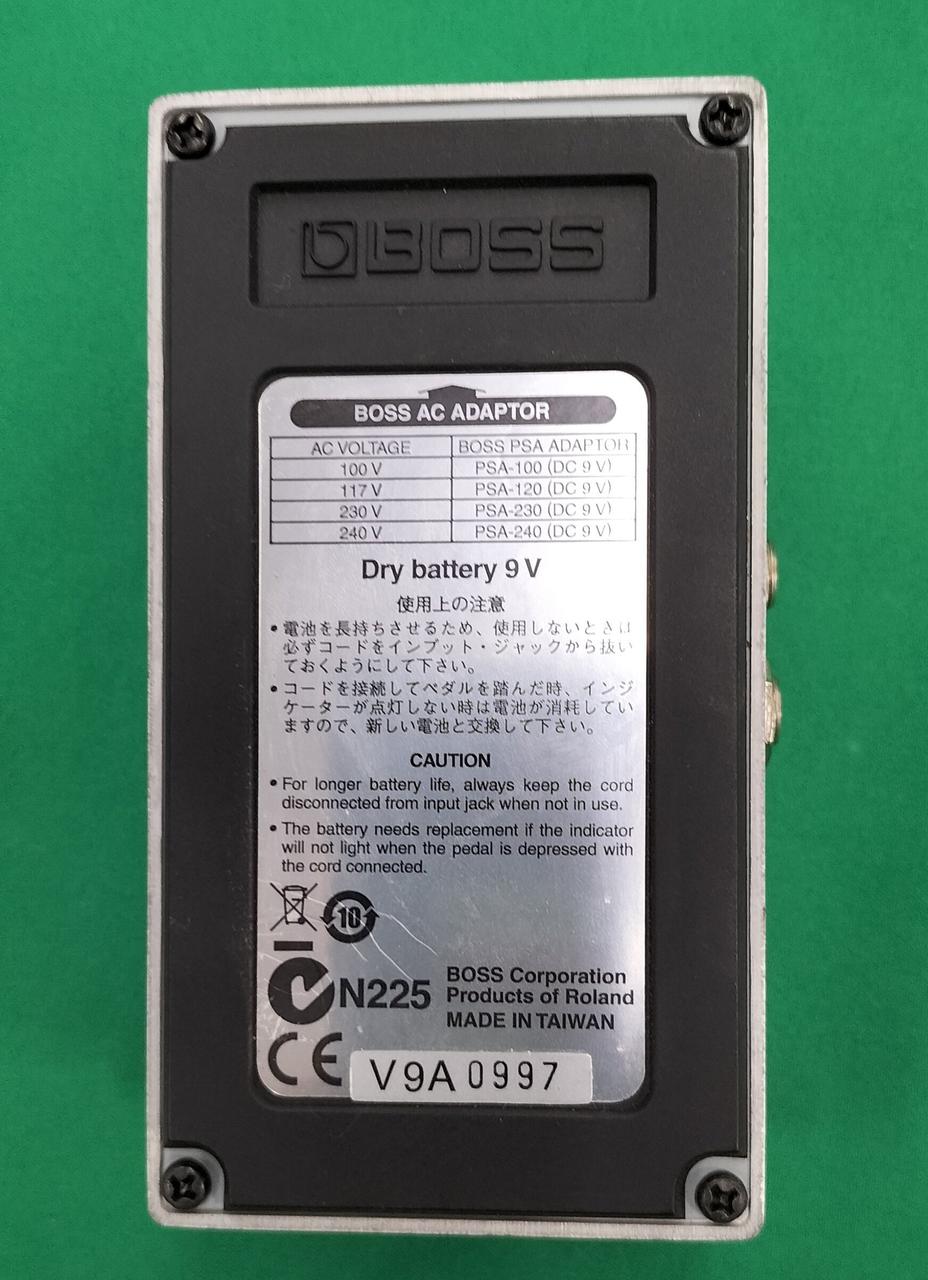 BOSS
BOSS AC ADAPTOR
AC VOLTAGE BOSS PSA ADAPTOR
100 V PSA-100 (DC 9 V)
117 V PSA-120 (DC 9 V)
230 V PSA-230 (DC 9 V)
240 V PSA-240 (DC 9 V)
Dry battery 9 V
使用上の注意
• 電池を長持ちさせるため、使用しないときは
必ずコードをインプット・ジャックから抜い
ておくようにして下さい。
• コードを接続してペダルを踏んだ時、インジ
ケーターが点灯しない時は電池が消耗してい
ますので、新しい電池と交換して下さい。
CAUTION
• For longer battery life, always keep the cord
disconnected from input jack when not in use.
• The battery needs replacement if the indicator
will not light when the pedal is depressed with
the cord connected.
10
N225
BOSS Corporation
Products of Roland
MADE IN TAIWAN
CE
V9A 0997